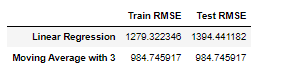 Train RMSE Test RMSE
Linear Regression 1279.322346 1394.441182
Moving Average with 3 984.745917 984.745917